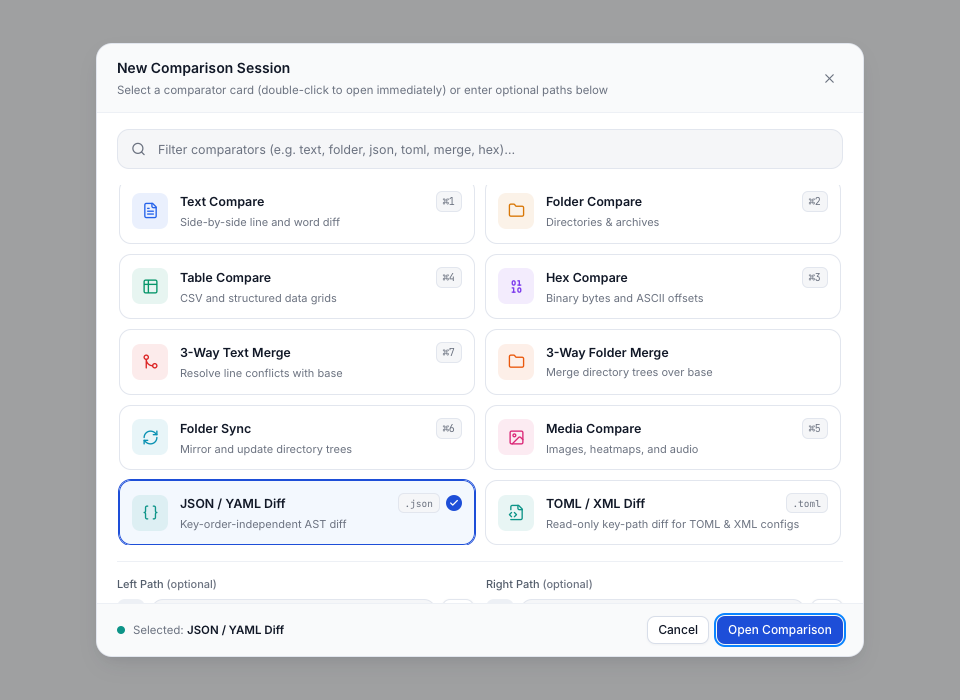 New Comparison Session
Select a comparator card (double-click to open immediately) or enter optional paths below
Filter comparators (e.g. text, folder, json, toml, merge, hex)...
Text Compare ⌘1
Side-by-side line and word diff
Folder Compare ⌘2
Directories & archives
Table Compare ⌘4
CSV and structured data grids
Hex Compare ⌘3
Binary bytes and ASCII offsets
3-Way Text Merge ⌘7
Resolve line conflicts with base
3-Way Folder Merge
Merge directory trees over base
Folder Sync ⌘6
Mirror and update directory trees
Media Compare ⌘5
Images, heatmaps, and audio
JSON / YAML Diff .json
Key-order-independent AST diff
TOML / XML Diff .toml
Read-only key-path diff for TOML & XML configs
Left Path (optional)
Right Path (optional)
Selected: JSON / YAML Diff
Cancel
Open Comparison